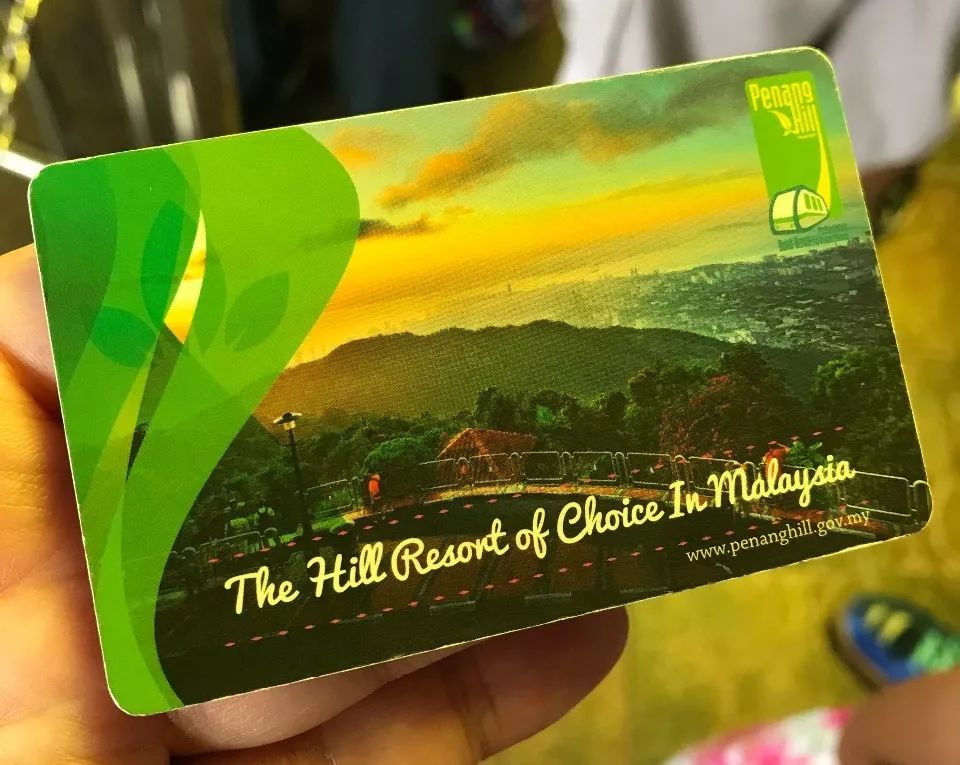 Penang
Hill
The Hill Resort of Choice In Malaysia
www.penanghill.gov.my